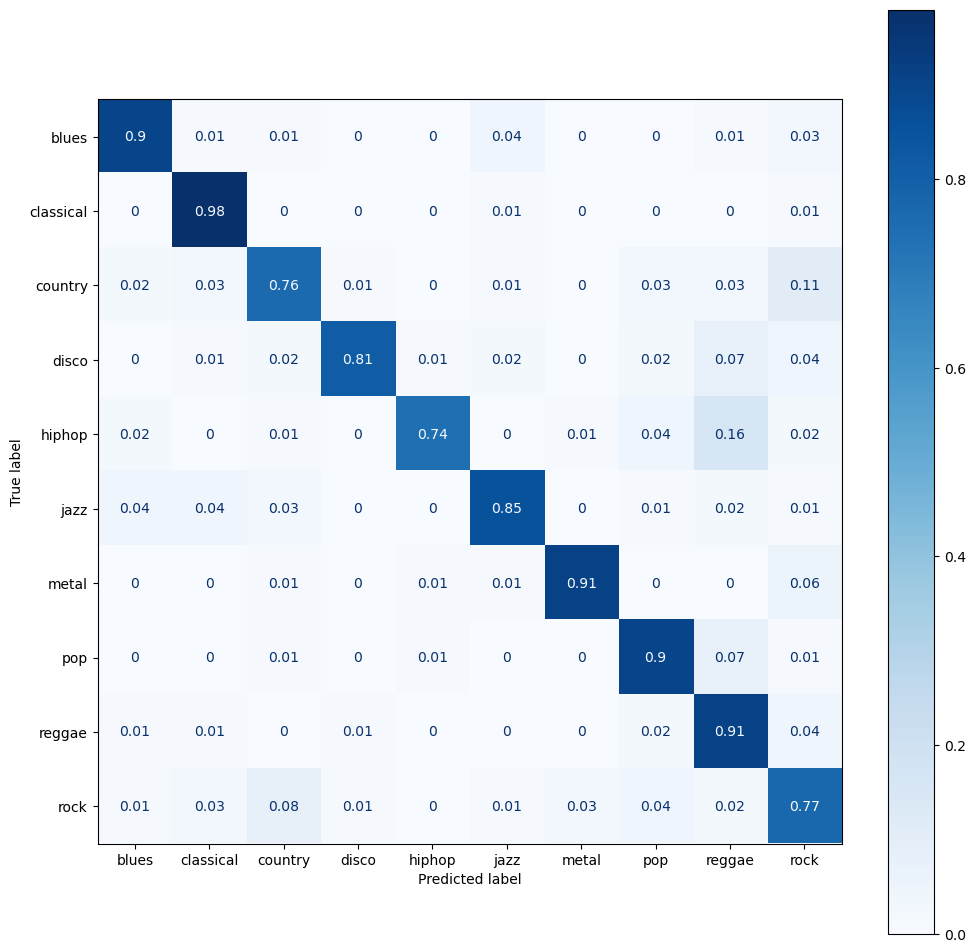 blues 0.9 0.01 0.01 0 0 0.04 0 0 0.01 0.03
classical 0 0.98 0 0 0 0.01 0 0 0 0.01
country 0.02 0.03 0.76 0.01 0 0.01 0 0.03 0.03 0.11
disco 0 0.01 0.02 0.81 0.01 0.02 0 0.02 0.07 0.04
hiphop 0.02 0 0.01 0 0.74 0 0.01 0.04 0.16 0.02
jazz 0.04 0.04 0.03 0 0 0.85 0 0.01 0.02 0.01
metal 0 0 0.01 0 0.01 0.01 0.91 0 0 0.06
pop 0 0 0.01 0 0.01 0 0 0.9 0.07 0.01
reggae 0.01 0.01 0 0.01 0 0 0 0.02 0.91 0.04
rock 0.01 0.03 0.08 0.01 0 0.01 0.03 0.04 0.02 0.77
blues classical country disco hiphop jazz metal pop reggae rock
Predicted label
True label
0.8
0.6
0.4
0.2
0.0